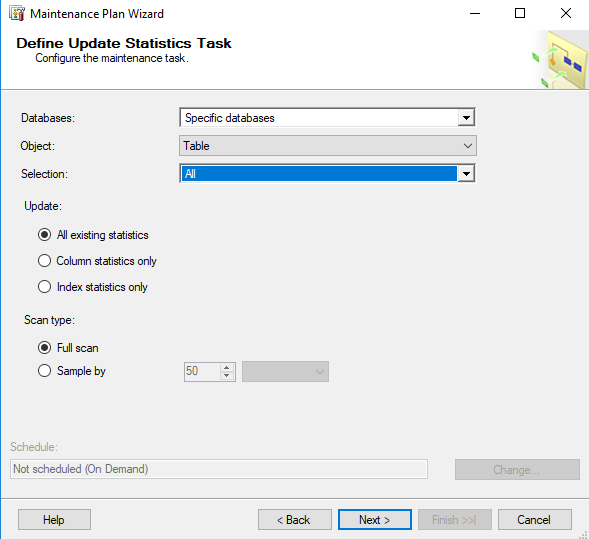 Maintenance Plan Wizard
Define Update Statistics Task
Configure the maintenance task.
Databases:
Specific databases
Object:
Table
Selection:
All
Update:
All existing statistics
Column statistics only
Index statistics only
Scan type:
Full scan
Sample by
50
Schedule:
Not scheduled (On Demand)
Change...
Help
< Back
Next >
Finish >>|
Cancel